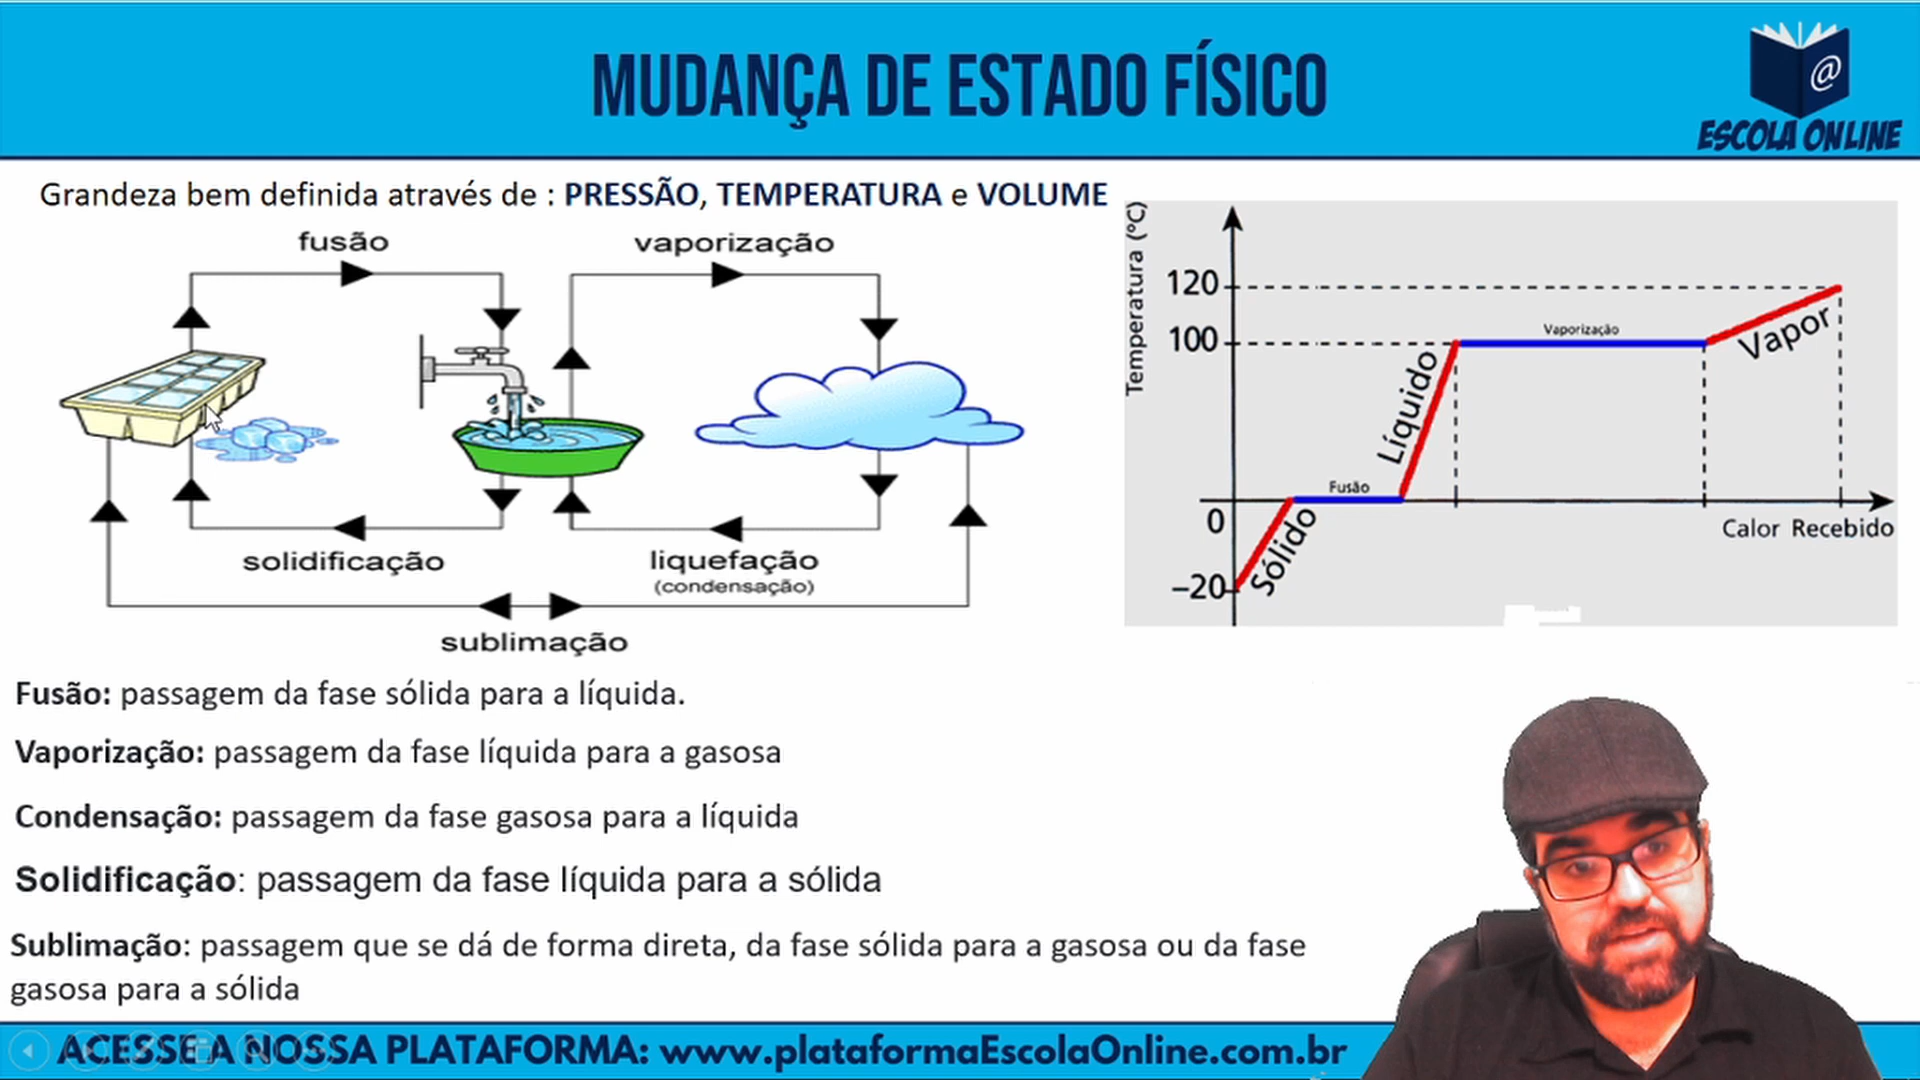 MUDANÇA DE ESTADO FÍSICO
@
ESCOLA ONLINE
Grandeza bem definida através de : PRESSÃO, TEMPERATURA e VOLUME
fusão
vaporização
solidificação
liquefação
(condensação)
sublimação
Temperatura (°C)
120
100
0
–20
Sólido
Fusão
Líquido
Vaporização
Vapor
Calor Recebido
Fusão: passagem da fase sólida para a líquida.
Vaporização: passagem da fase líquida para a gasosa
Condensação: passagem da fase gasosa para a líquida
Solidificação: passagem da fase líquida para a sólida
Sublimação: passagem que se dá de forma direta, da fase sólida para a gasosa ou da fase
gasosa para a sólida
ACESSE A NOSSA PLATAFORMA: www.plataformaEscolaOnline.com.br